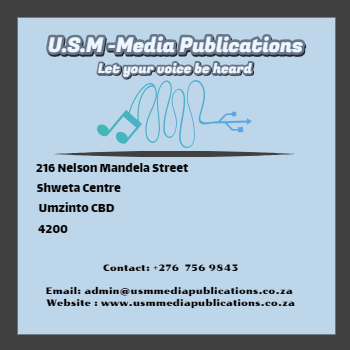 U.S.M -Media Publications
Let your voice be heard
216 Nelson Mandela Street
Shweta Centre
Umzinto CBD
4200
Contact: +276 756 9843
Email: admin@usmmediapublications.co.za
Website : www.usmmediapublications.co.za